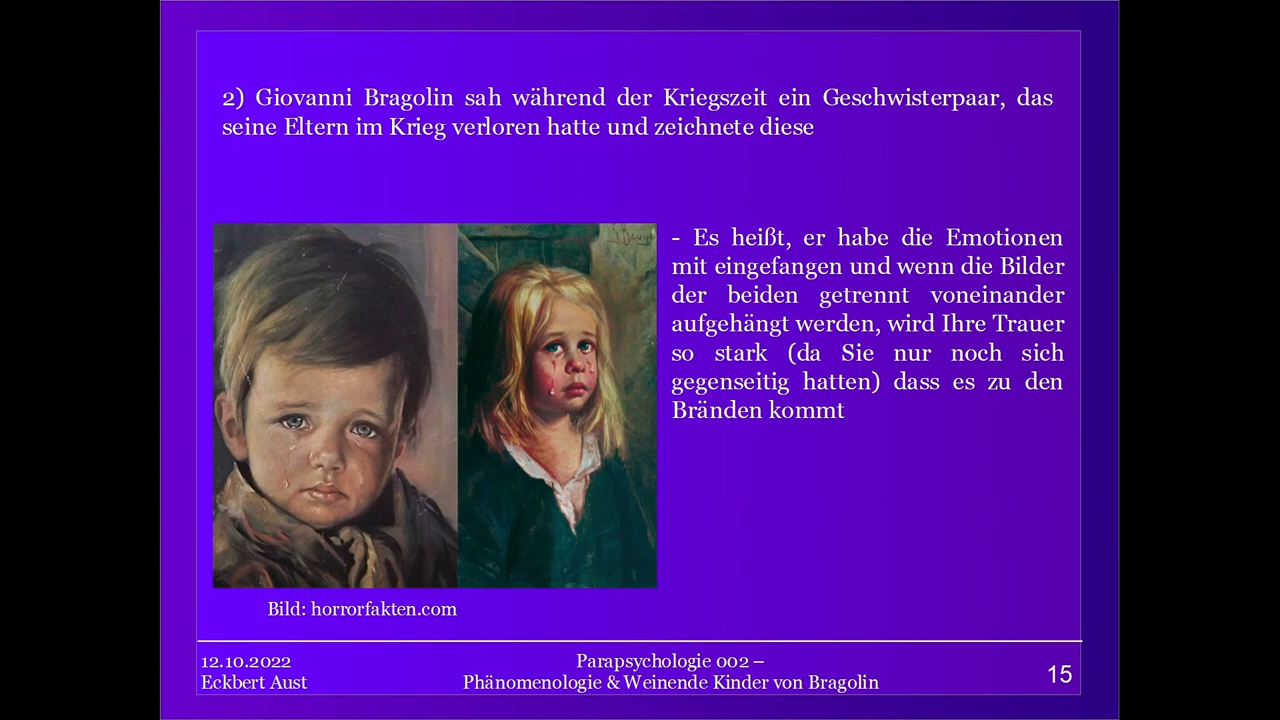 2) Giovanni Bragolin sah während der Kriegszeit ein Geschwisterpaar, das
seine Eltern im Krieg verloren hatte und zeichnete diese
- Es heißt, er habe die Emotionen
mit eingefangen und wenn die Bilder
der beiden getrennt voneinander
aufgehängt werden, wird Ihre Trauer
so stark (da Sie nur noch sich
gegenseitig hatten) dass es zu den
Bränden kommt
Bild: horrorfakten.com
12.10.2022
Eckbert Aust
Parapsychologie 002 –
Phänomenologie & Weinende Kinder von Bragolin
15